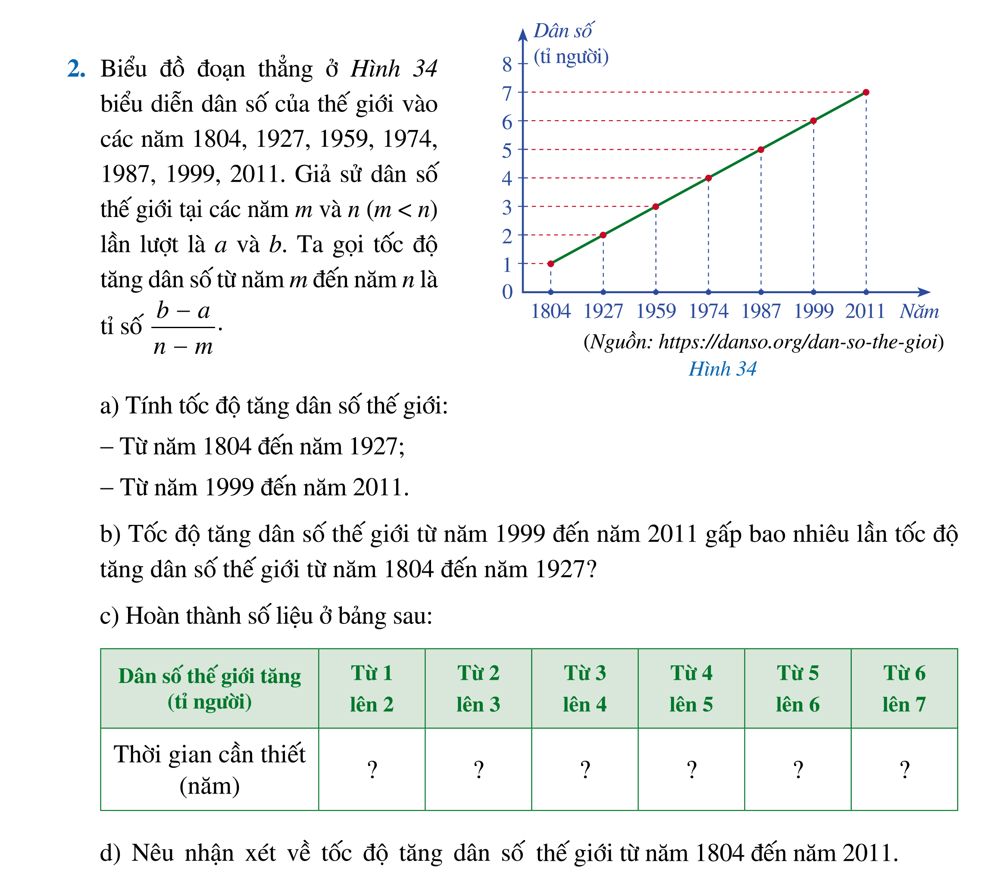 2. Biểu đồ đoạn thẳng ở Hình 34
biểu diễn dân số của thế giới vào
các năm 1804, 1927, 1959, 1974,
1987, 1999, 2011. Giả sử dân số
thế giới tại các năm m và n (m < n)
lần lượt là a và b. Ta gọi tốc độ
tăng dân số từ năm m đến năm n là
tỉ số \frac{b - a}{n - m}.
Dân số
(tỉ người)
8
7
6
5
4
3
2
1
0
1804 1927 1959 1974 1987 1999 2011 Năm
(Nguồn: https://danso.org/dan-so-the-gioi)
Hình 34
a) Tính tốc độ tăng dân số thế giới:
– Từ năm 1804 đến năm 1927;
– Từ năm 1999 đến năm 2011.
b) Tốc độ tăng dân số thế giới từ năm 1999 đến năm 2011 gấp bao nhiêu lần tốc độ
tăng dân số thế giới từ năm 1804 đến năm 1927?
c) Hoàn thành số liệu ở bảng sau:
Dân số thế giới tăng
(tỉ người)
Từ 1
lên 2
Từ 2
lên 3
Từ 3
lên 4
Từ 4
lên 5
Từ 5
lên 6
Từ 6
lên 7
Thời gian cần thiết
(năm)
? ? ? ? ? ?
d) Nêu nhận xét về tốc độ tăng dân số thế giới từ năm 1804 đến năm 2011.